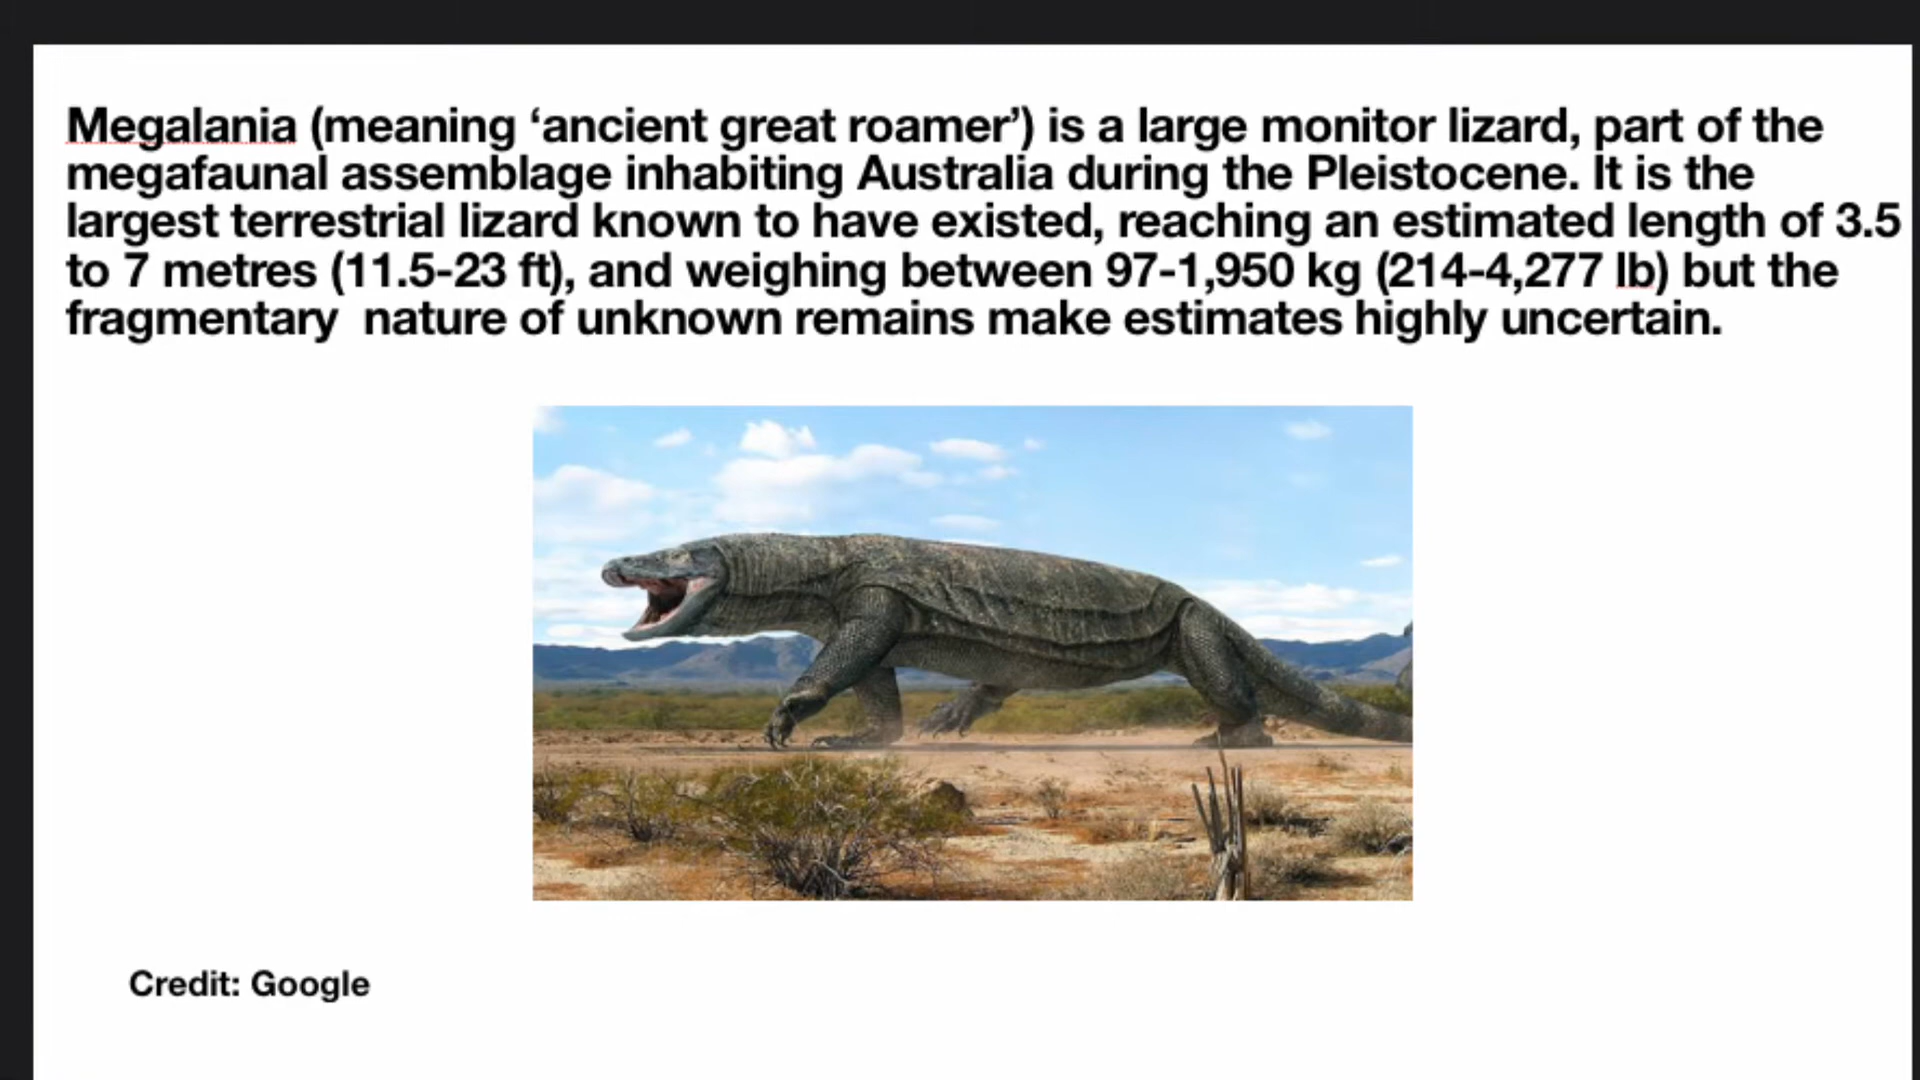 Megalania (meaning ‘ancient great roamer’) is a large monitor lizard, part of the
megafaunal assemblage inhabiting Australia during the Pleistocene. It is the
largest terrestrial lizard known to have existed, reaching an estimated length of 3.5
to 7 metres (11.5-23 ft), and weighing between 97-1,950 kg (214-4,277 lb) but the
fragmentary  nature of unknown remains make estimates highly uncertain.
Credit: Google